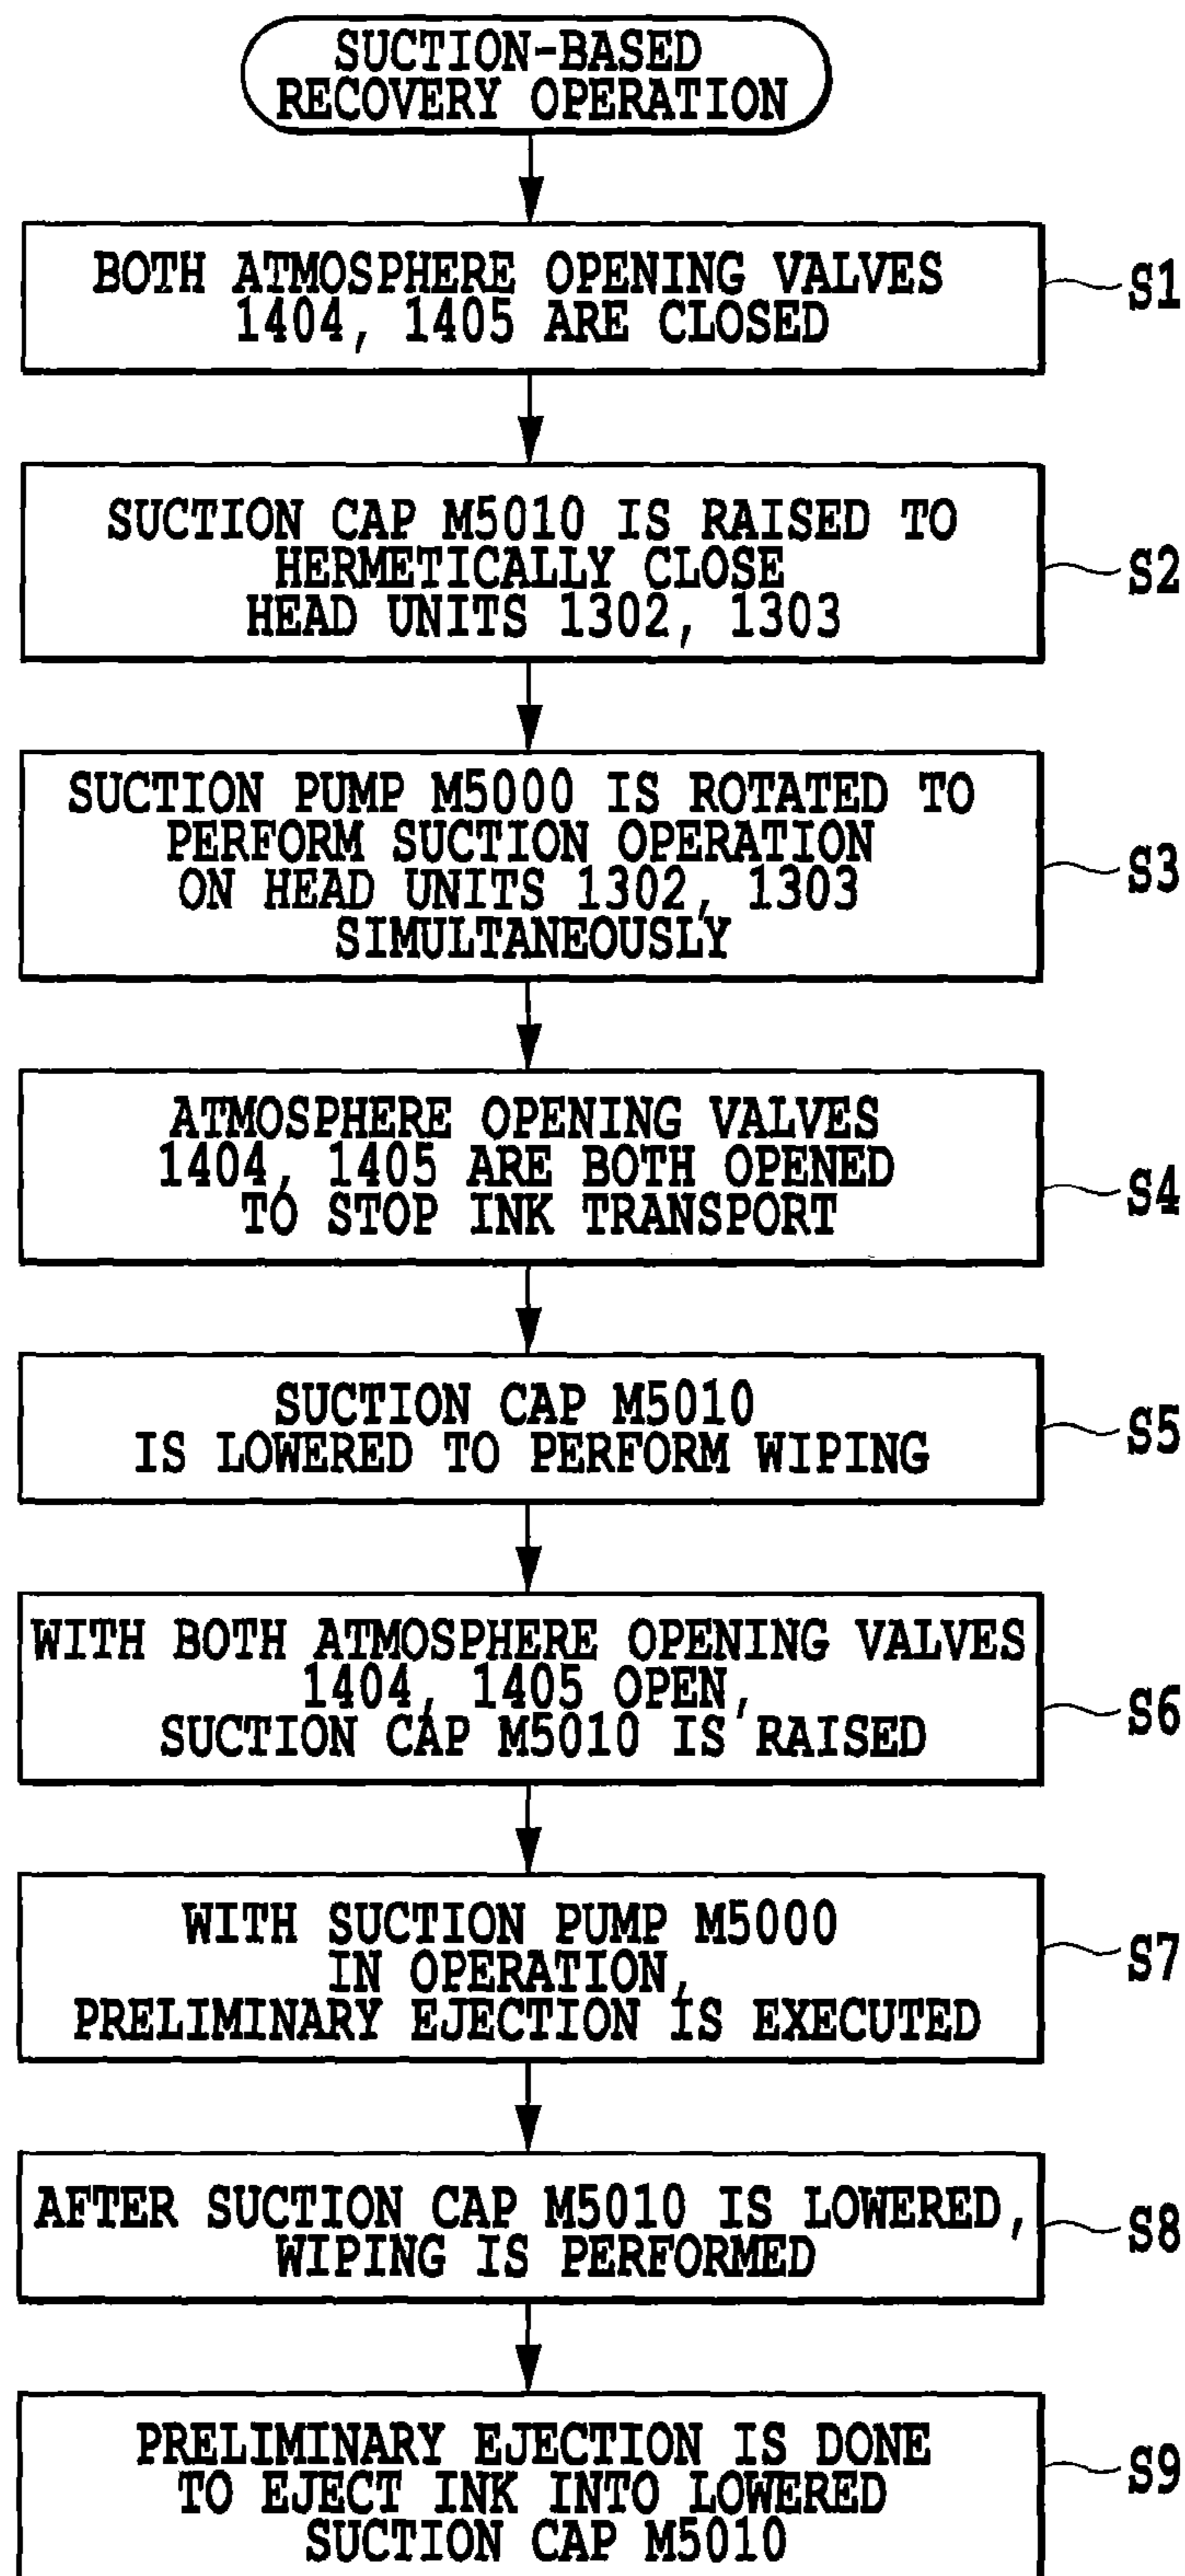 SUCTION-BASED
RECOVERY OPERATION
BOTH ATMOSPHERE OPENING VALVES
1404, 1405 ARE CLOSED
S1
SUCTION CAP M5010 IS RAISED TO
HERMETICALLY CLOSE
HEAD UNITS 1302, 1303
S2
SUCTION PUMP M5000 IS ROTATED TO
PERFORM SUCTION OPERATION
ON HEAD UNITS 1302, 1303
SIMULTANEOUSLY
S3
ATMOSPHERE OPENING VALVES
1404, 1405 ARE BOTH OPENED
TO STOP INK TRANSPORT
S4
SUCTION CAP M5010
IS LOWERED TO PERFORM WIPING
S5
WITH BOTH ATMOSPHERE OPENING VALVES
1404, 1405 OPEN,
SUCTION CAP M5010 IS RAISED
S6
WITH SUCTION PUMP M5000
IN OPERATION,
PRELIMINARY EJECTION IS EXECUTED
S7
AFTER SUCTION CAP M5010 IS LOWERED,
WIPING IS PERFORMED
S8
PRELIMINARY EJECTION IS DONE
TO EJECT INK INTO LOWERED
SUCTION CAP M5010
S9